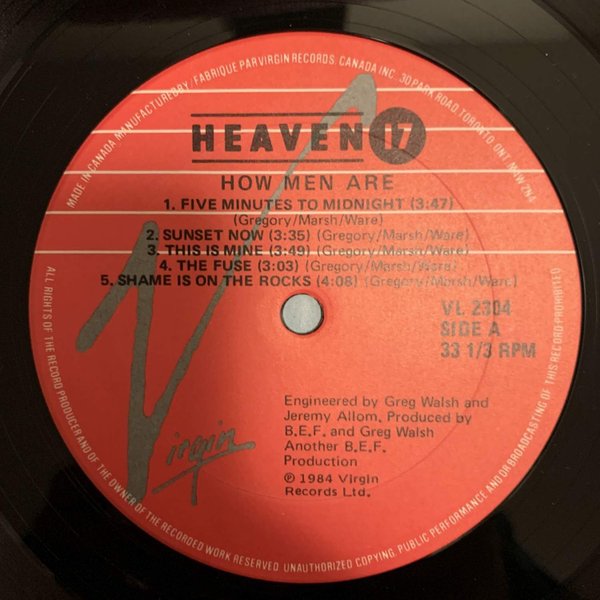 MADE IN CANADA. MANUFACTURED BY / FABRIQUE PAR VIRGIN RECORDS. CANADA INC. 30 PARK ROAD, TORONTO ONT M4W 2N4
HEAVEN 17
HOW MEN ARE
1. FIVE MINUTES TO MIDNIGHT (3:47)
(Gregory/Marsh/Ware)
2. SUNSET NOW (3:35) (Gregory/Marsh/Ware)
3. THIS IS MINE (3:49) (Gregory/Marsh/Ware)
4. THE FUSE (3:03) (Gregory/Marsh/Ware)
5. SHAME IS ON THE ROCKS (4:08) (Gregory/Marsh/Ware)
VL 2304
SIDE A
33 1/3 RPM
Virgin
Engineered by Greg Walsh and
Jeremy Allom, Produced by
B.E.F. and Greg Walsh
Another B.E.F.
Production
℗ 1984 Virgin
Records Ltd.
ALL RIGHTS OF THE RECORD PRODUCER AND OF THE OWNER OF THE RECORDED WORK RESERVED. UNAUTHORIZED COPYING, PUBLIC PERFORMANCE AND/OR BROADCASTING OF THIS RECORD PROHIBITED